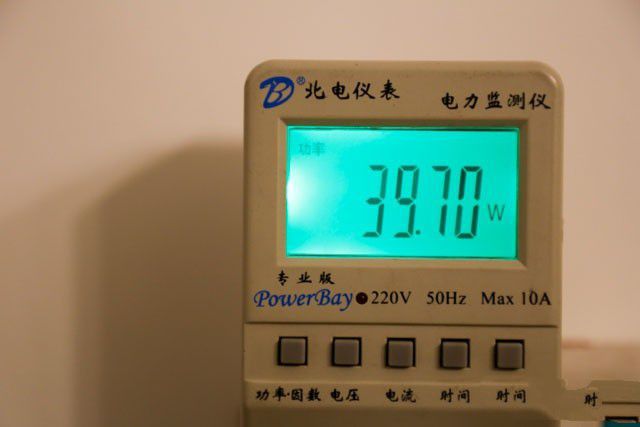 B® 北电仪表 电力监测仪
功率
39.70 W
专业版
PowerBay 220V 50Hz Max 10A
功率·因数 电压 电流 时间 时间 时